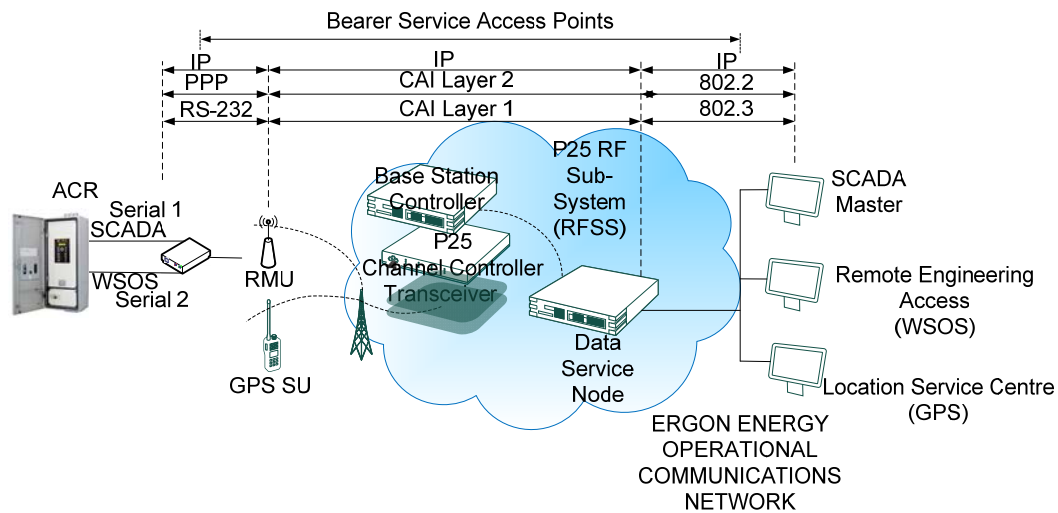 Bearer Service Access Points
IP
IP
IP
PPP
CAI Layer 2
802.2
RS-232
CAI Layer 1
802.3
ACR
Serial 1
SCADA
WSOS
Serial 2
RMU
GPS SU
Base Station
Controller
P25
Channel Controller
Transceiver
P25 RF
Sub-
System
(RFSS)
Data
Service
Node
SCADA
Master
Remote Engineering
Access
(WSOS)
Location Service Centre
(GPS)
ERGON ENERGY
OPERATIONAL
COMMUNICATIONS
NETWORK